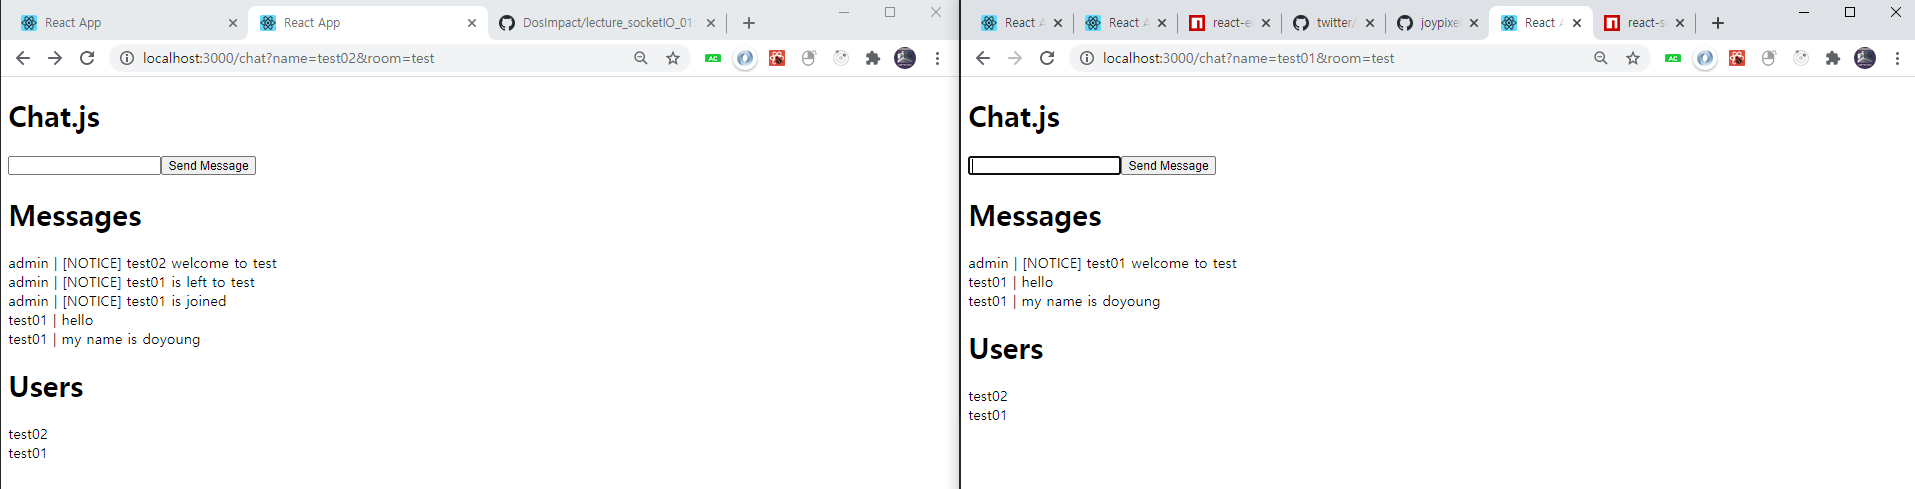 React App
React App
DosImpact/lecture_socketIO_01:
localhost:3000/chat?name=test02&room=test
AC
Chat.js
Send Message
Messages
admin | [NOTICE] test02 welcome to test
admin | [NOTICE] test01 is left to test
admin | [NOTICE] test01 is joined
test01 | hello
test01 | my name is doyoung
Users
test02
test01
React A
React A
react-e
twitter/
joypixe
React A
react-s
localhost:3000/chat?name=test01&room=test
AC
Chat.js
Send Message
Messages
admin | [NOTICE] test01 welcome to test
test01 | hello
test01 | my name is doyoung
Users
test02
test01